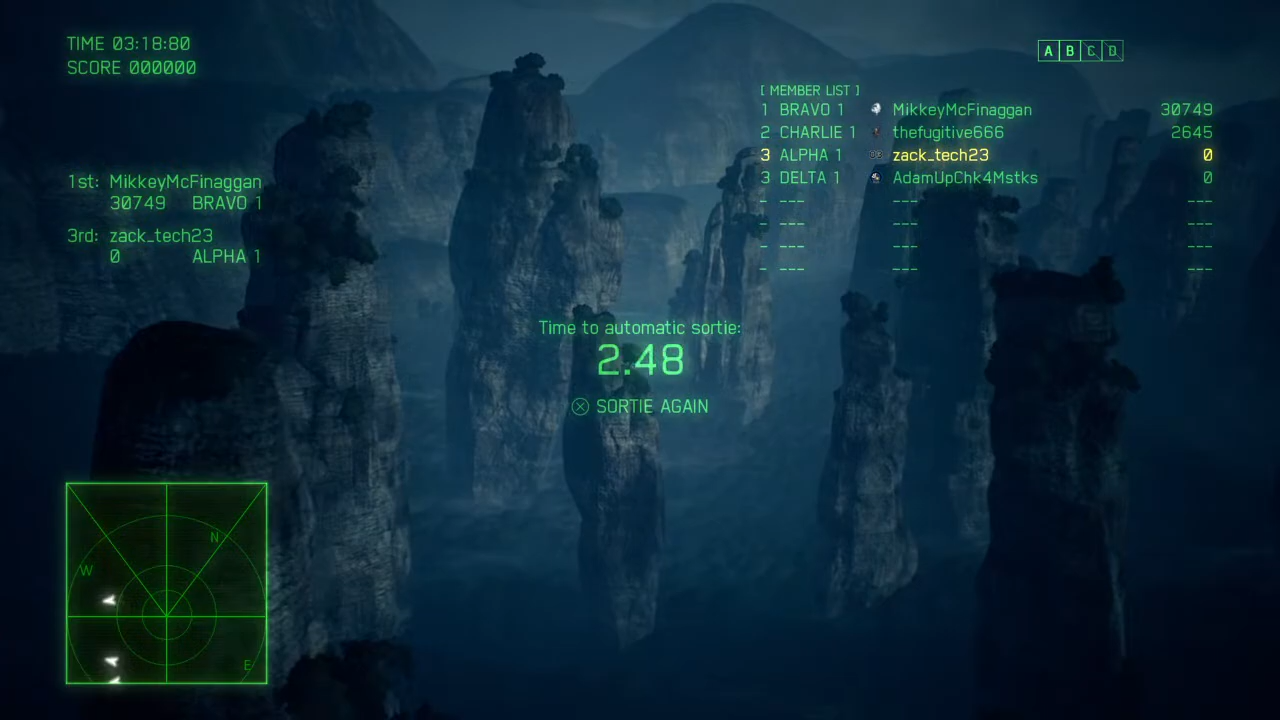 TIME 03:18:80
SCORE 000000
A B C D
[ MEMBER LIST ]
1 BRAVO 1 MikkeyMcFinaggan 30749
2 CHARLIE 1 thefugitive666 2645
3 ALPHA 1 zack_tech23 0
3 DELTA 1 AdamUpChk4Mstks 0
- --- --- ---
- --- --- ---
- --- --- ---
- --- --- ---
1st: MikkeyMcFinaggan
30749 BRAVO 1
3rd: zack_tech23
0 ALPHA 1
Time to automatic sortie:
2.48
SORTIE AGAIN
N
W
E